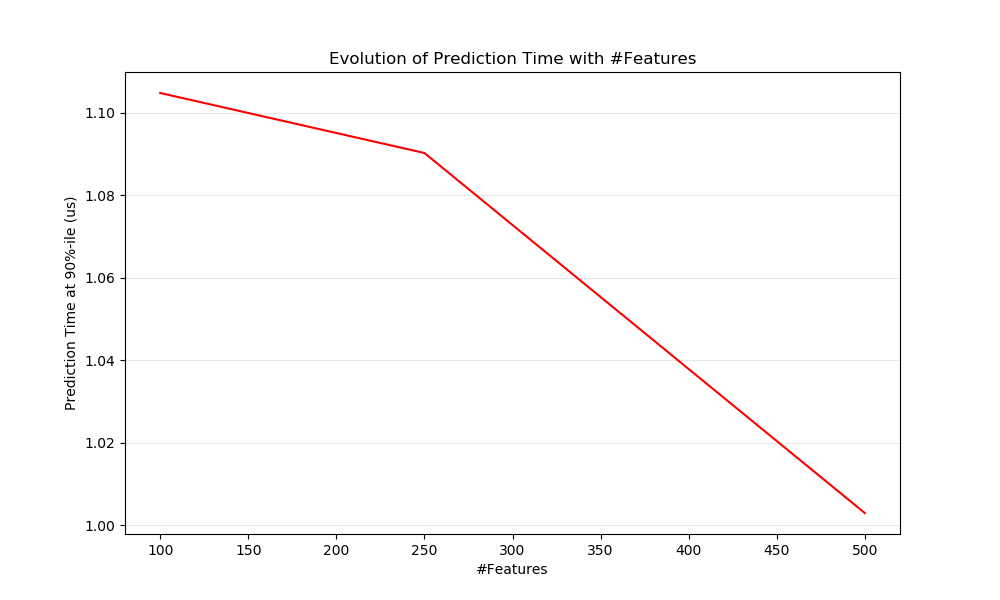 Evolution of Prediction Time with #Features
Prediction Time at 90%-ile (us)
1.10
1.08
1.06
1.04
1.02
1.00
100 150 200 250 300 350 400 450 500
#Features